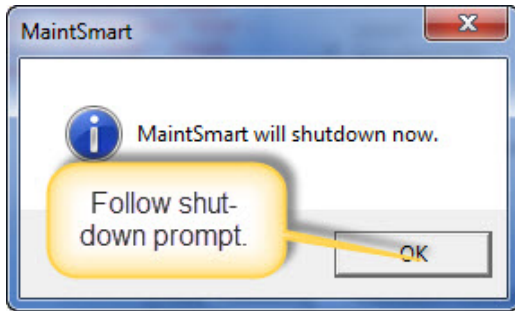 MaintSmart
MaintSmart will shutdown now.
Follow shut-
down prompt.
OK